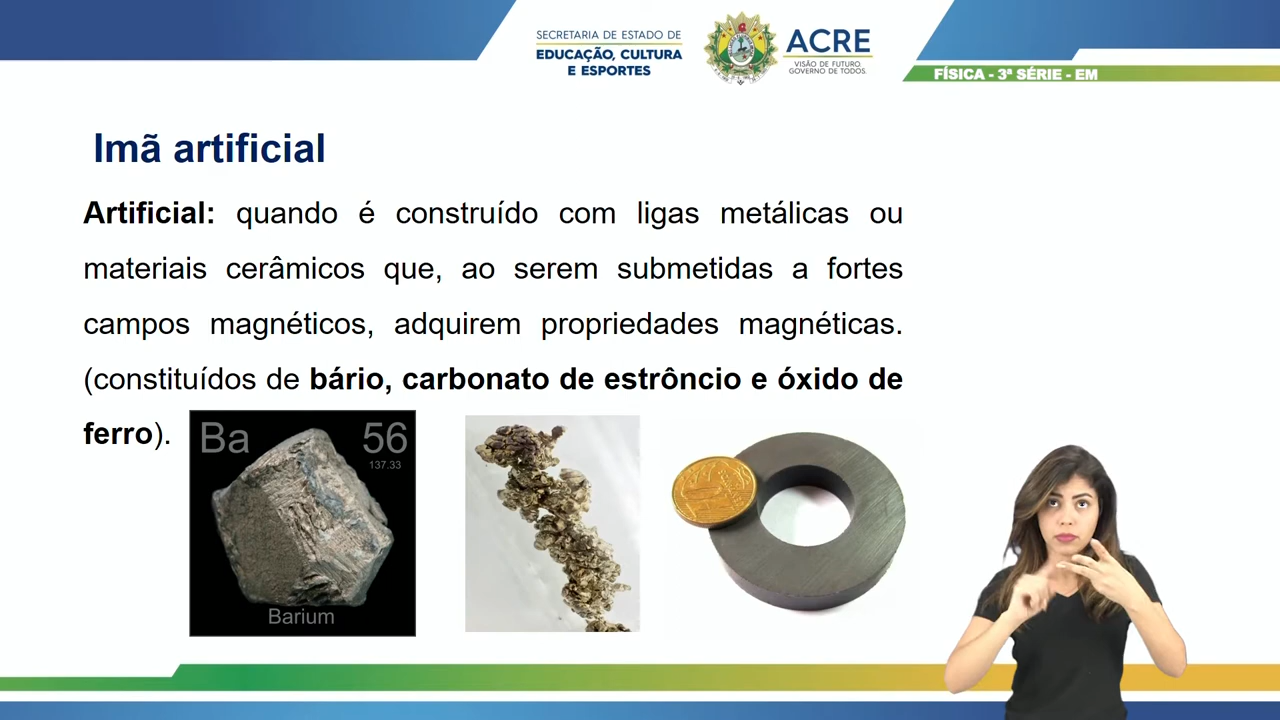 SECRETARIA DE ESTADO DE
EDUCAÇÃO, CULTURA
E ESPORTES
ACRE
VISÃO DE FUTURO.
GOVERNO DE TODOS.
FÍSICA - 3ª SÉRIE - EM
Imã artificial
Artificial: quando é construído com ligas metálicas ou
materiais cerâmicos que, ao serem submetidas a fortes
campos magnéticos, adquirem propriedades magnéticas.
(constituídos de bário, carbonato de estrôncio e óxido de
ferro).
Ba
56
137.33
Barium